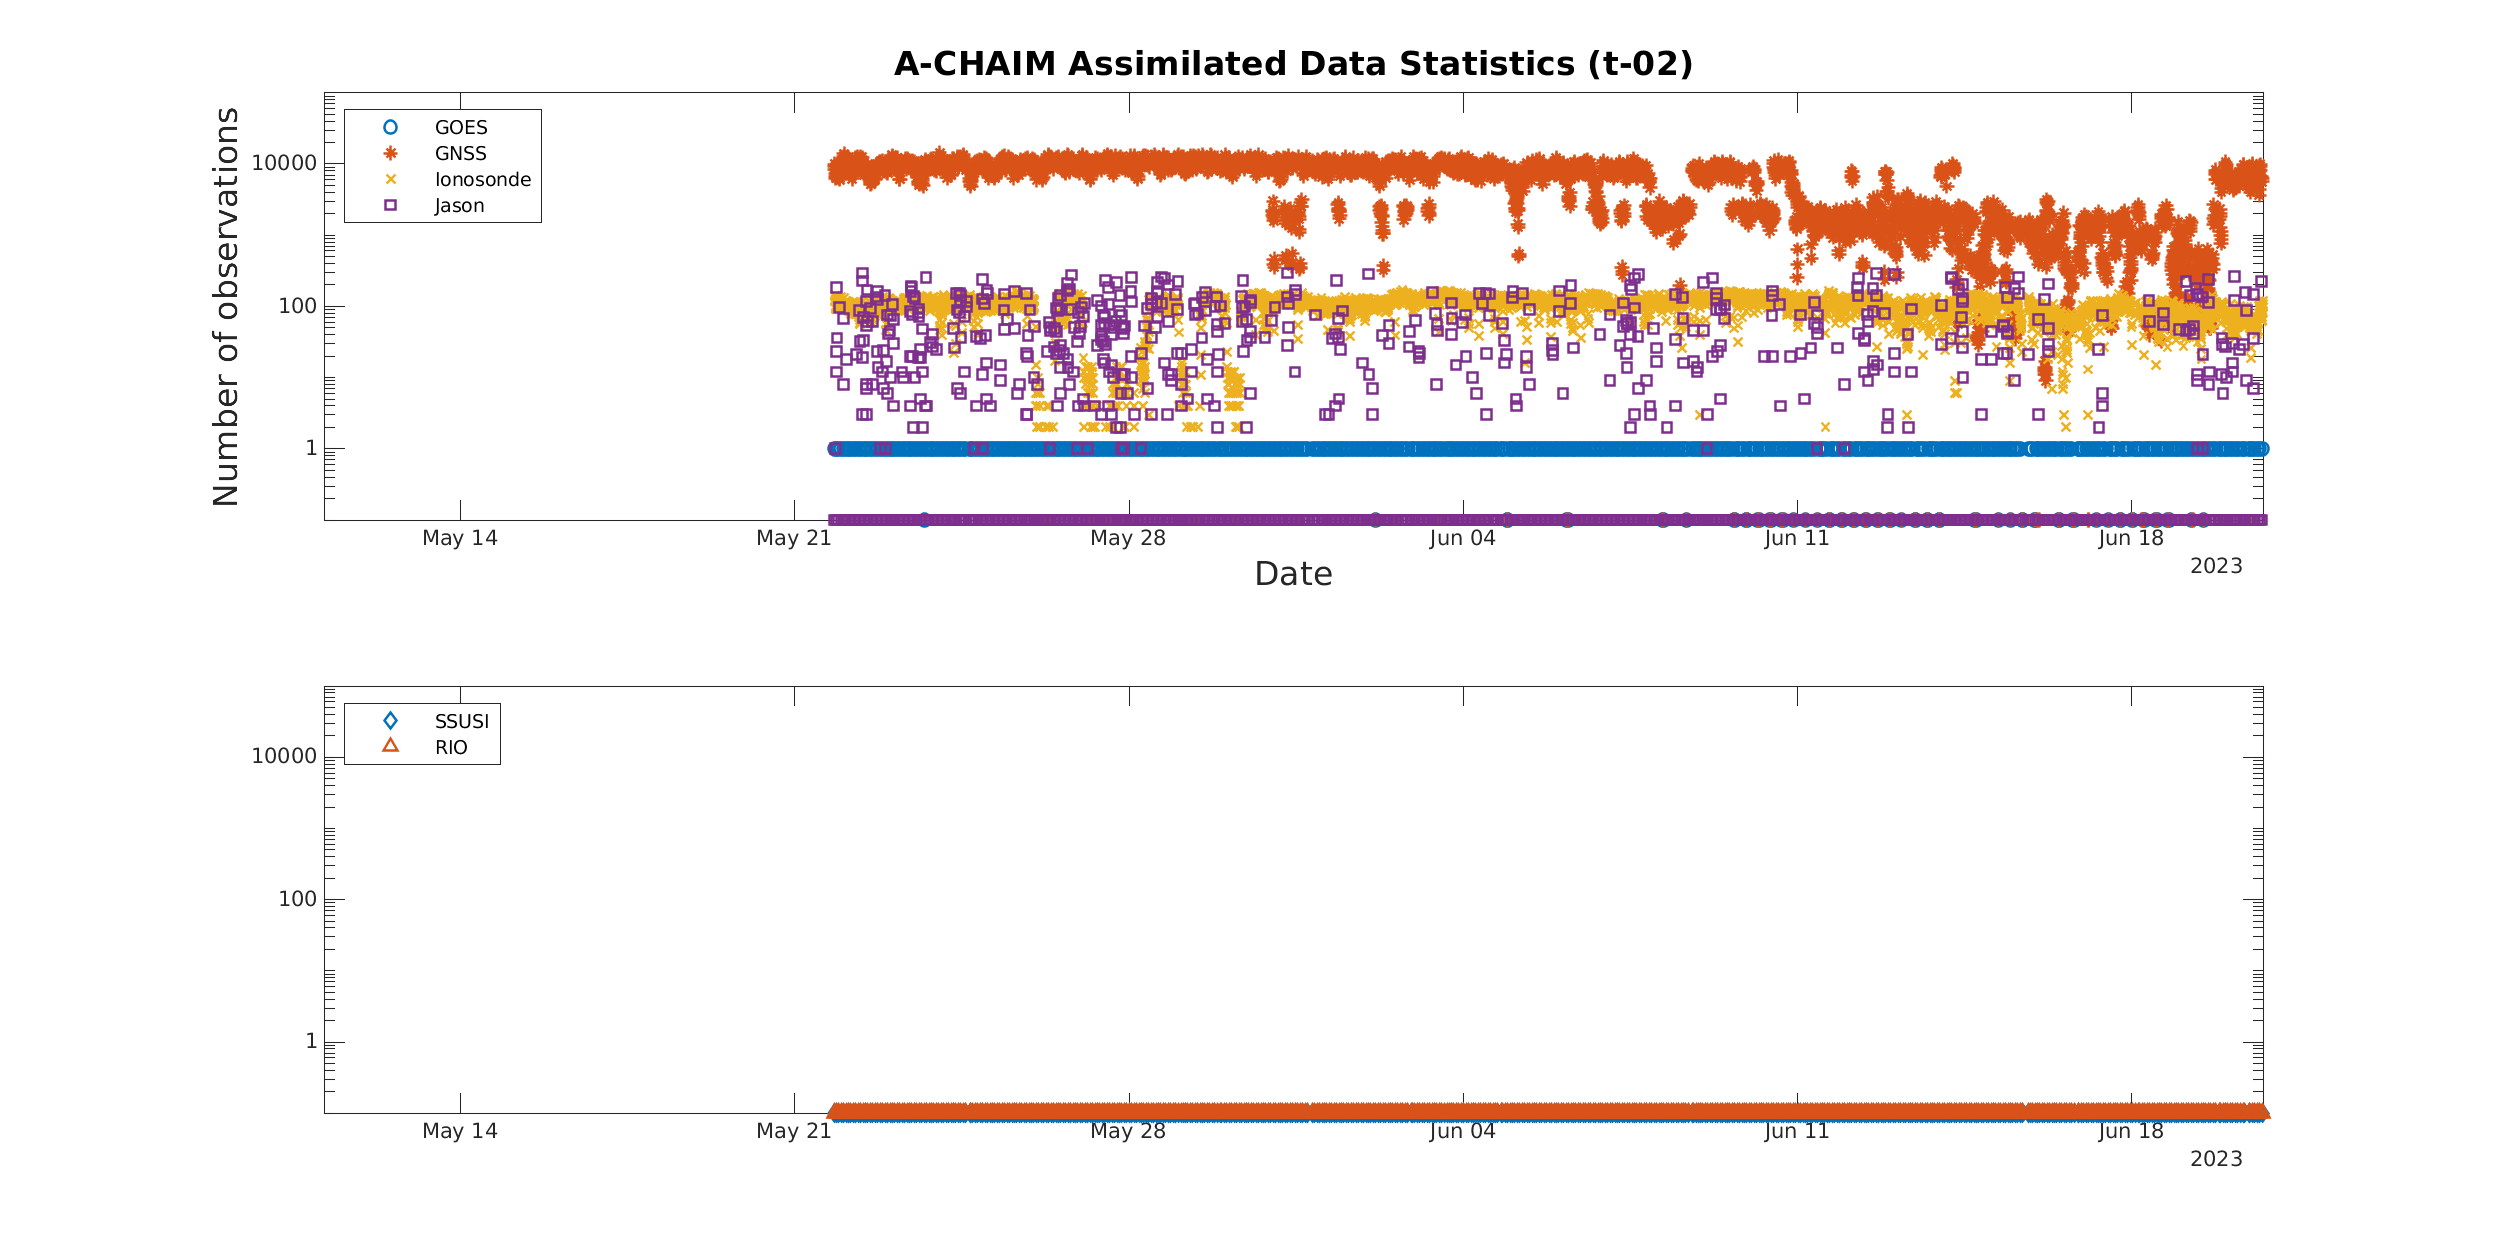 A-CHAIM Assimilated Data Statistics (t-02)
Number of observations
10000
100
1
GOES
GNSS
Ionosonde
Jason
May 14
May 21
May 28
Jun 04
Jun 11
Jun 18
2023
Date
10000
100
1
SSUSI
RIO
May 14
May 21
May 28
Jun 04
Jun 11
Jun 18
2023